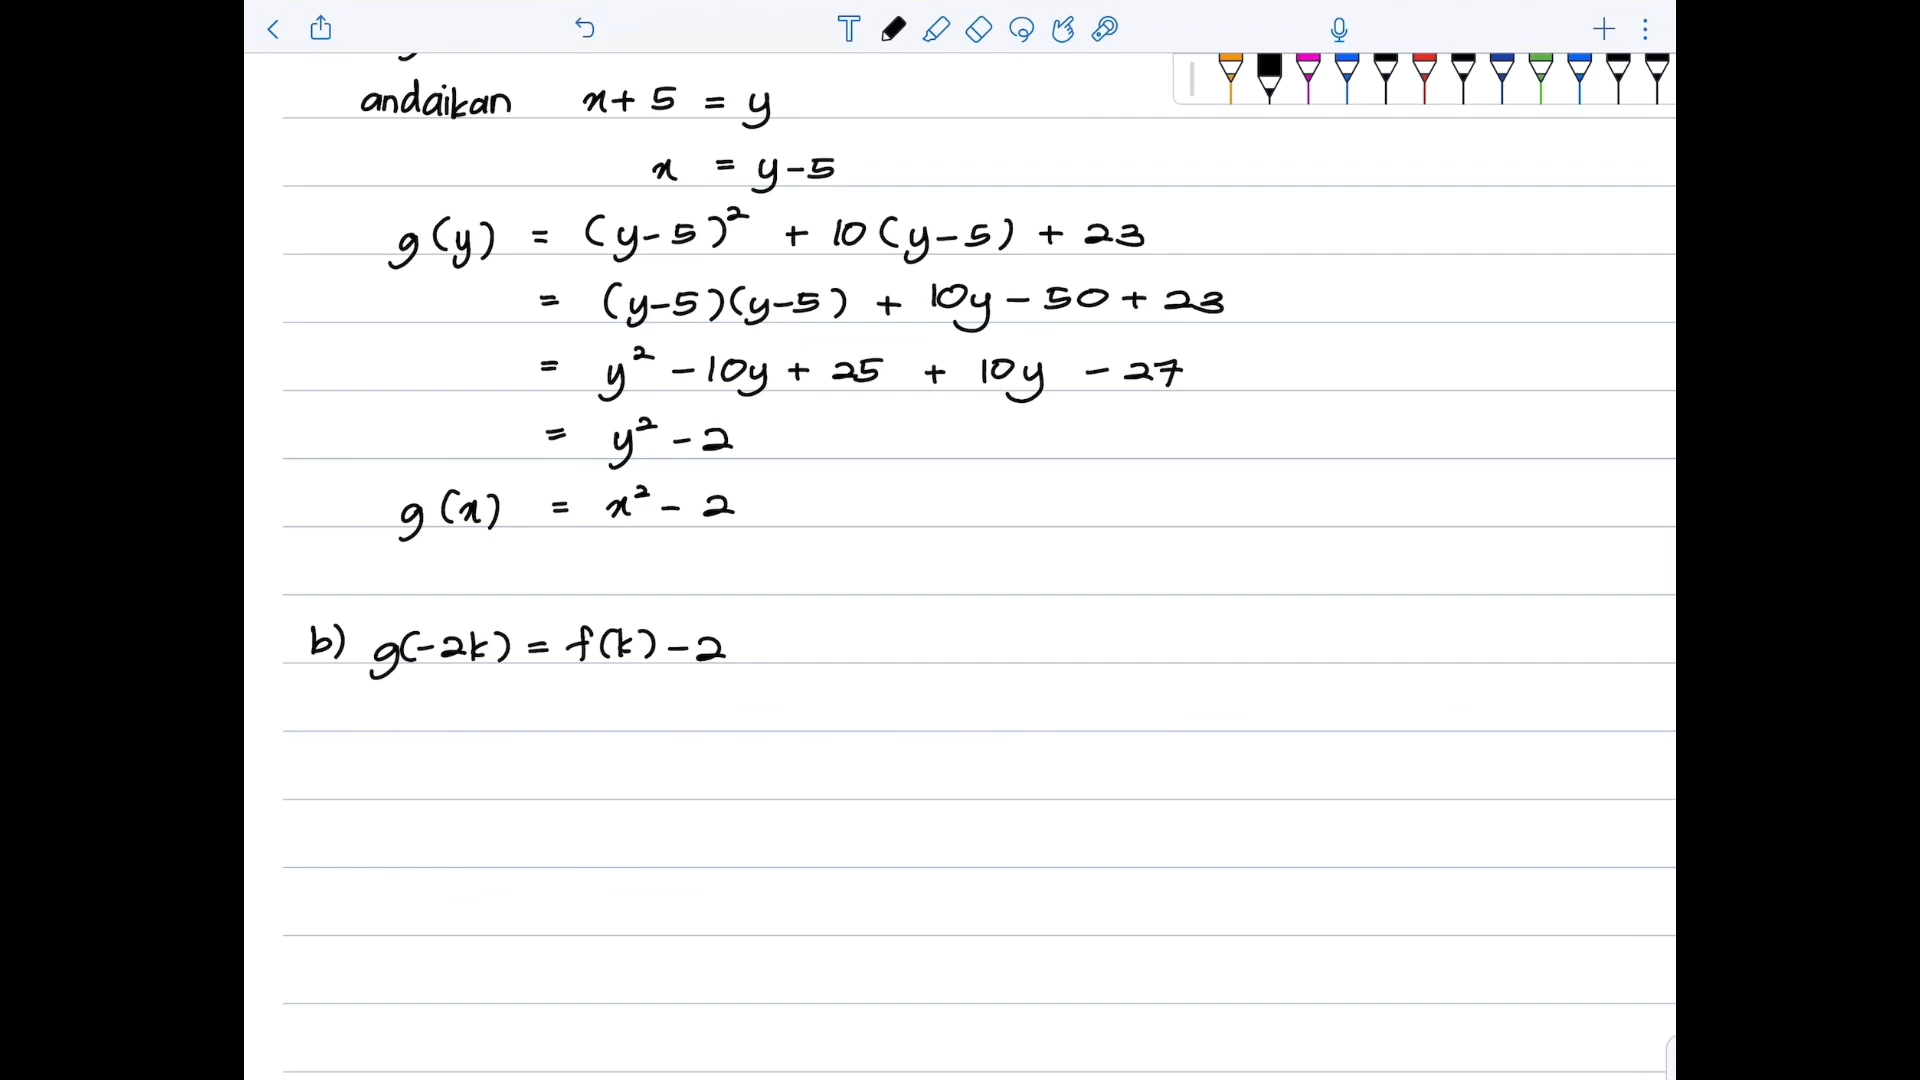 andaikan x + 5 = y
x = y - 5
g(y) = (y-5)² + 10(y-5) + 23
= (y-5)(y-5) + 10y - 50 + 23
= y² - 10y + 25 + 10y - 27
= y² - 2
g(x) = x² - 2
b) g(-2k) = f(k) - 2